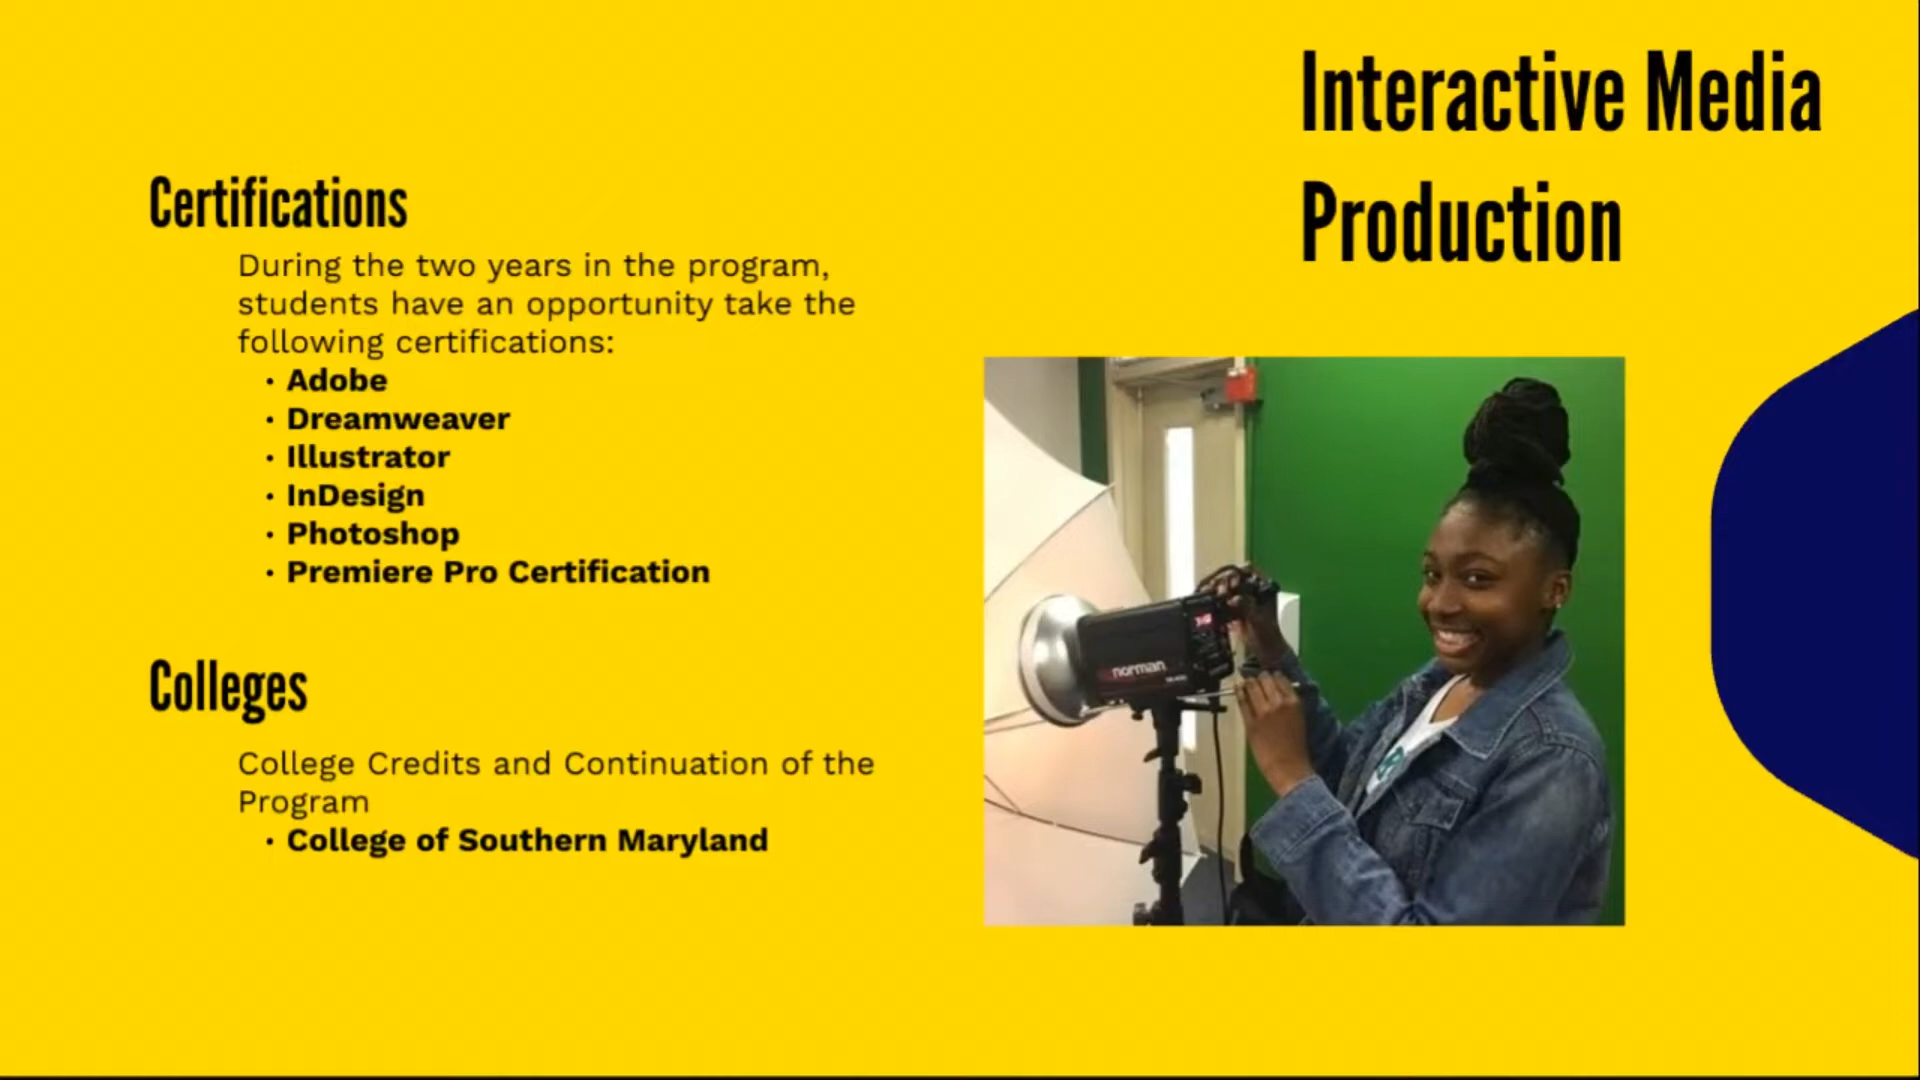 Interactive Media
Production
Certifications
During the two years in the program,
students have an opportunity take the
following certifications:
• Adobe
• Dreamweaver
• Illustrator
• InDesign
• Photoshop
• Premiere Pro Certification
Colleges
College Credits and Continuation of the
Program
• College of Southern Maryland
norman